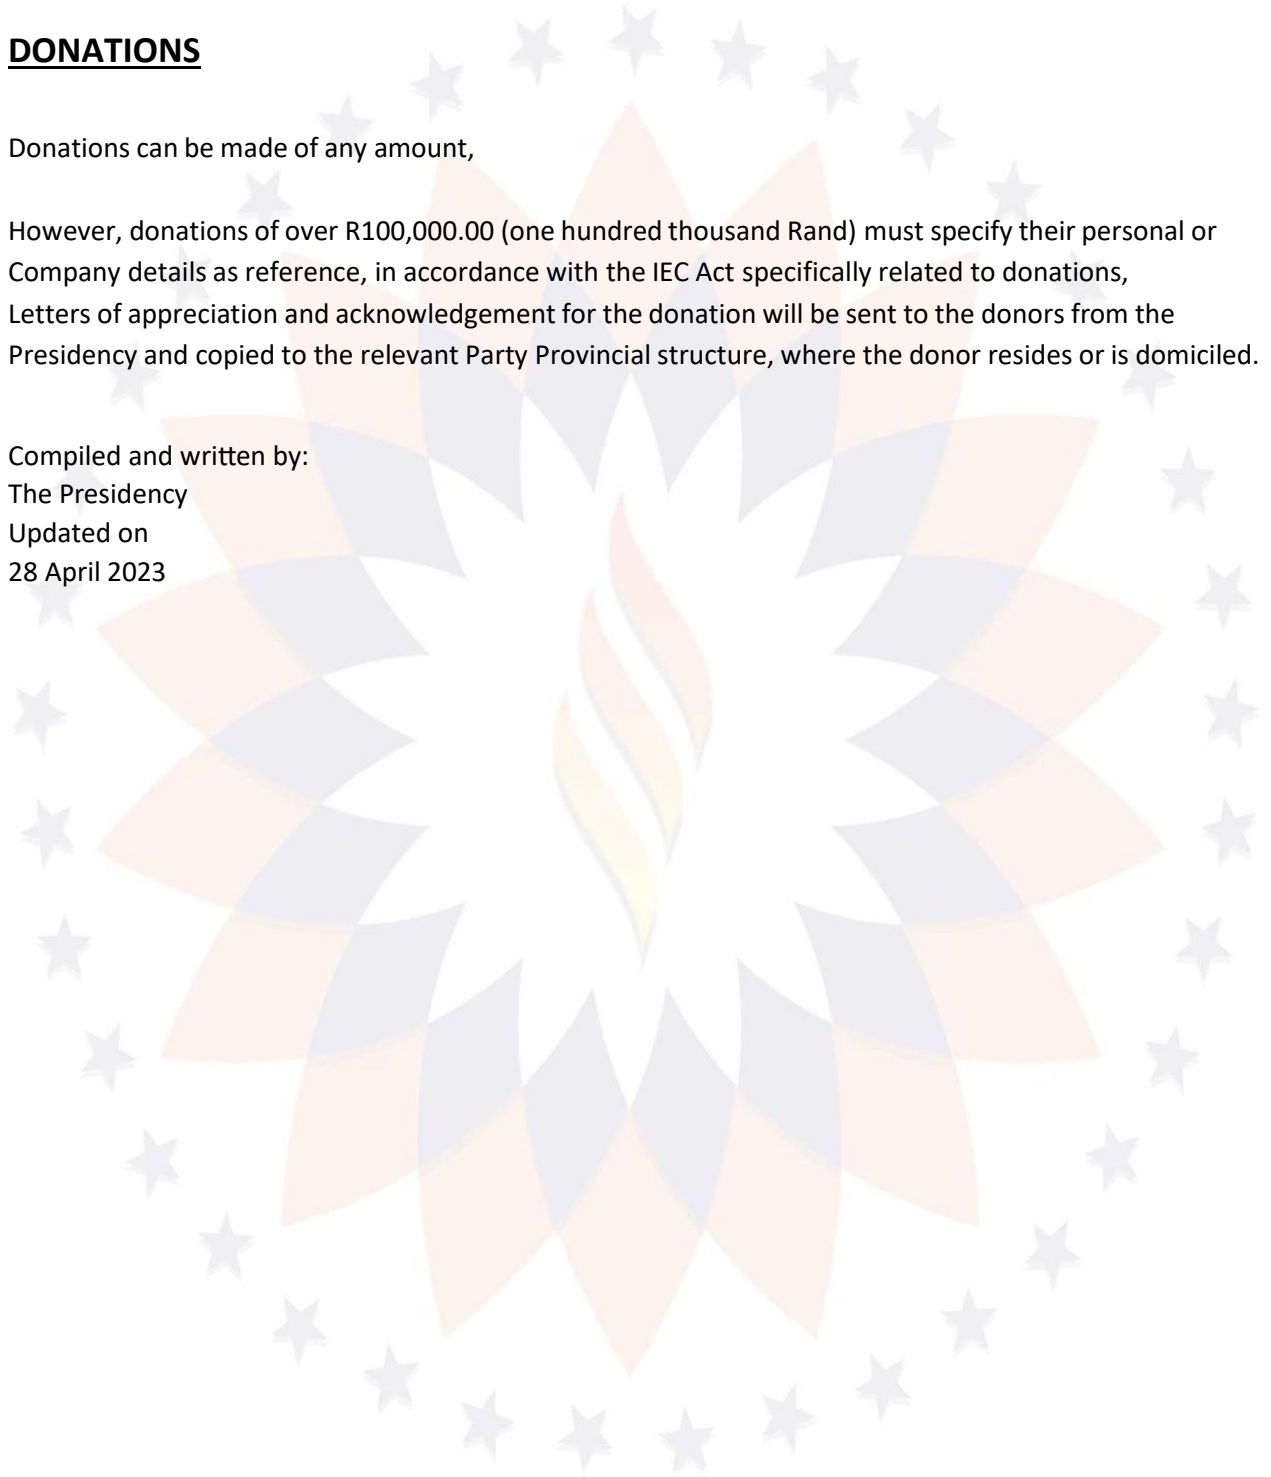 DONATIONS
Donations can be made of any amount,
However, donations of over R100,000.00 (one hundred thousand Rand) must specify their personal or
Company details as reference, in accordance with the IEC Act specifically related to donations,
Letters of appreciation and acknowledgement for the donation will be sent to the donors from the
Presidency and copied to the relevant Party Provincial structure, where the donor resides or is domiciled.
Compiled and written by:
The Presidency
Updated on
28 April 2023